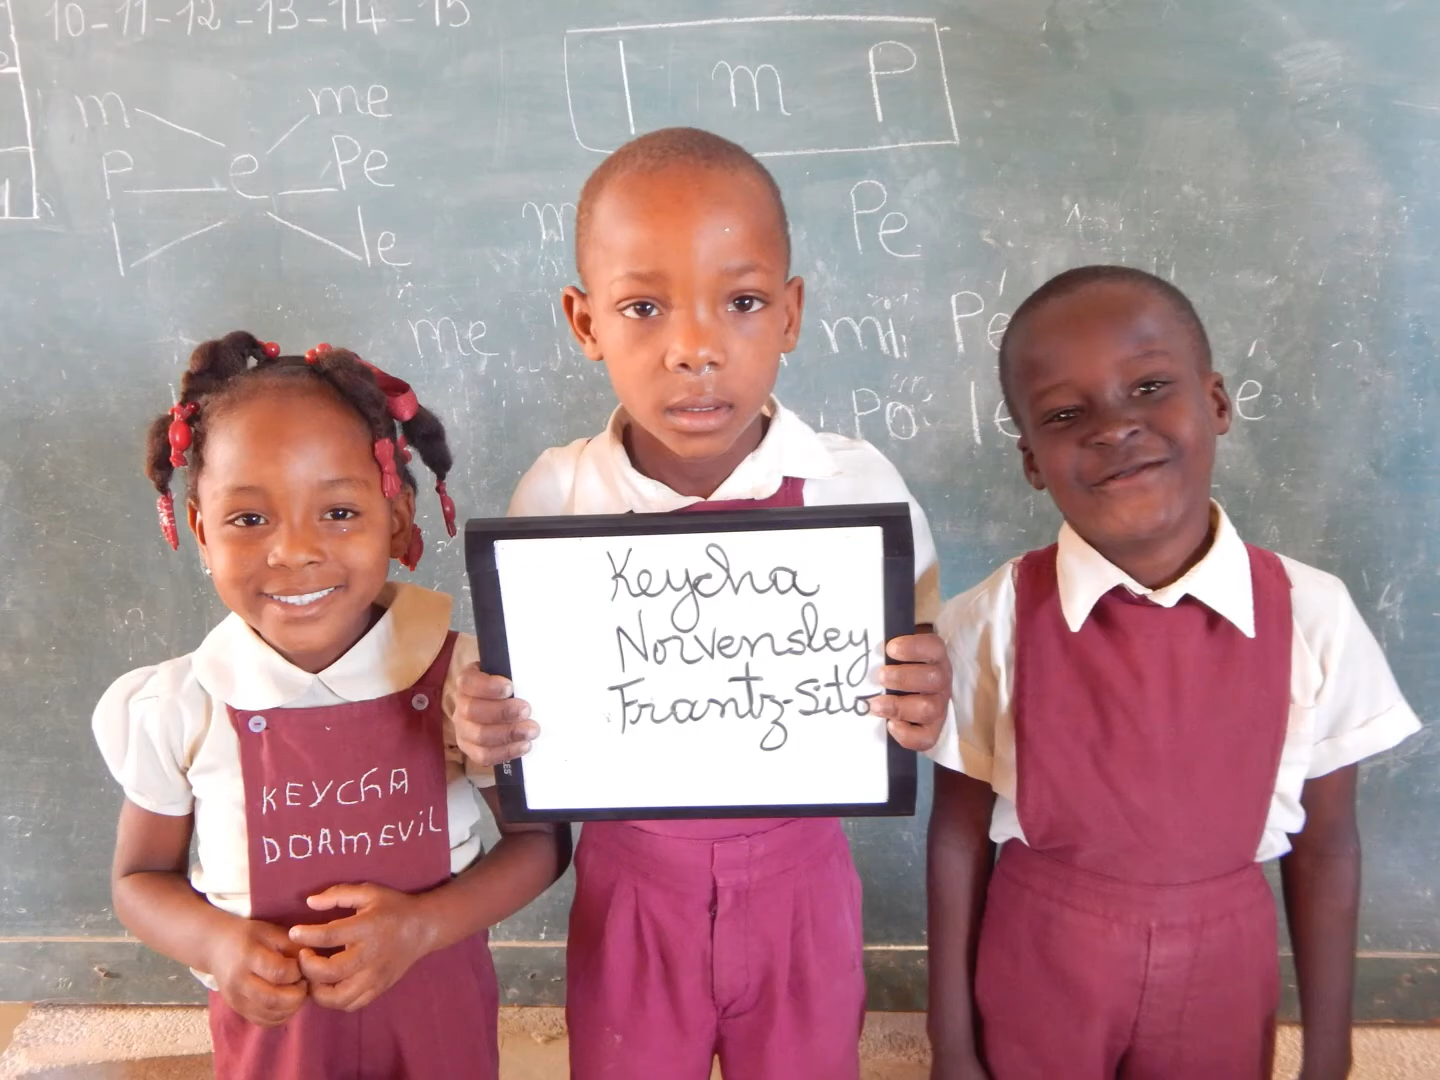 10-11-12-13-14-15
l m p
m me
p e Pe
l le
Pe
me mi Pé
po le e
Keycha
Norvensley
Frantz-Sito
KEYCHA
DORMEVIL